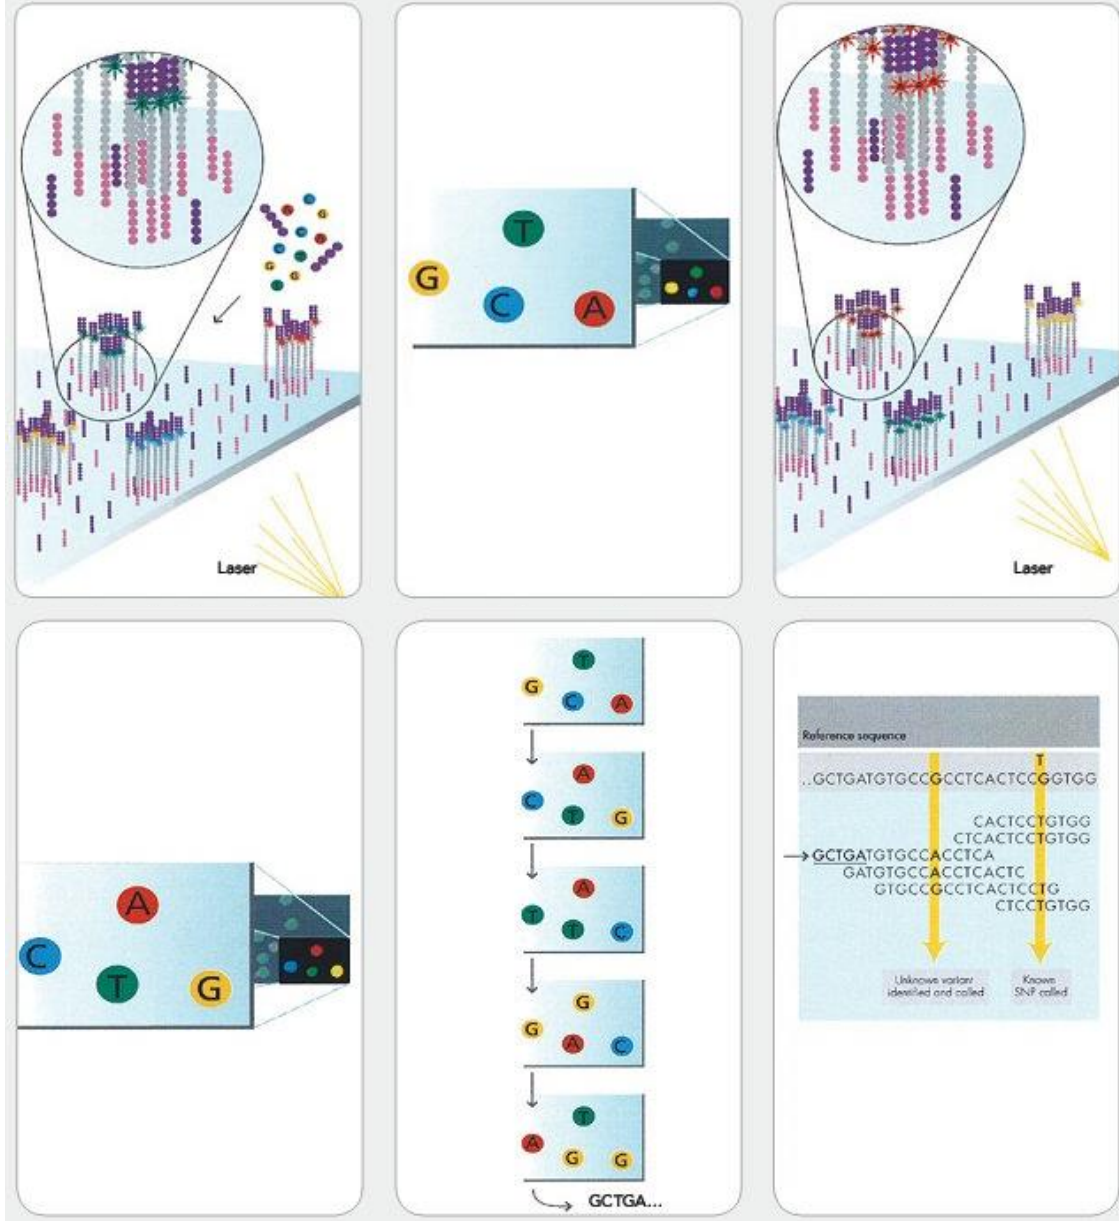 Laser
T
G
C
A
Laser
A
C
T
G
T
G
C
A
A
C
T
G
A
T
T
C
G
G
A
C
T
A
G
G
GCTGA...
Reference sequence
T
..GCTGATGTGCCGCCTCACTCCGGTGG
CACTCCTGTGG
CTCACTCCTGTGG
GCTGATGTGCCACCTCA
GATGTGCCACCTCACTC
GTGCCGCCTCACTCCTG
CTCCTGTGG
Unknown variant
identified and called
Known
SNP called